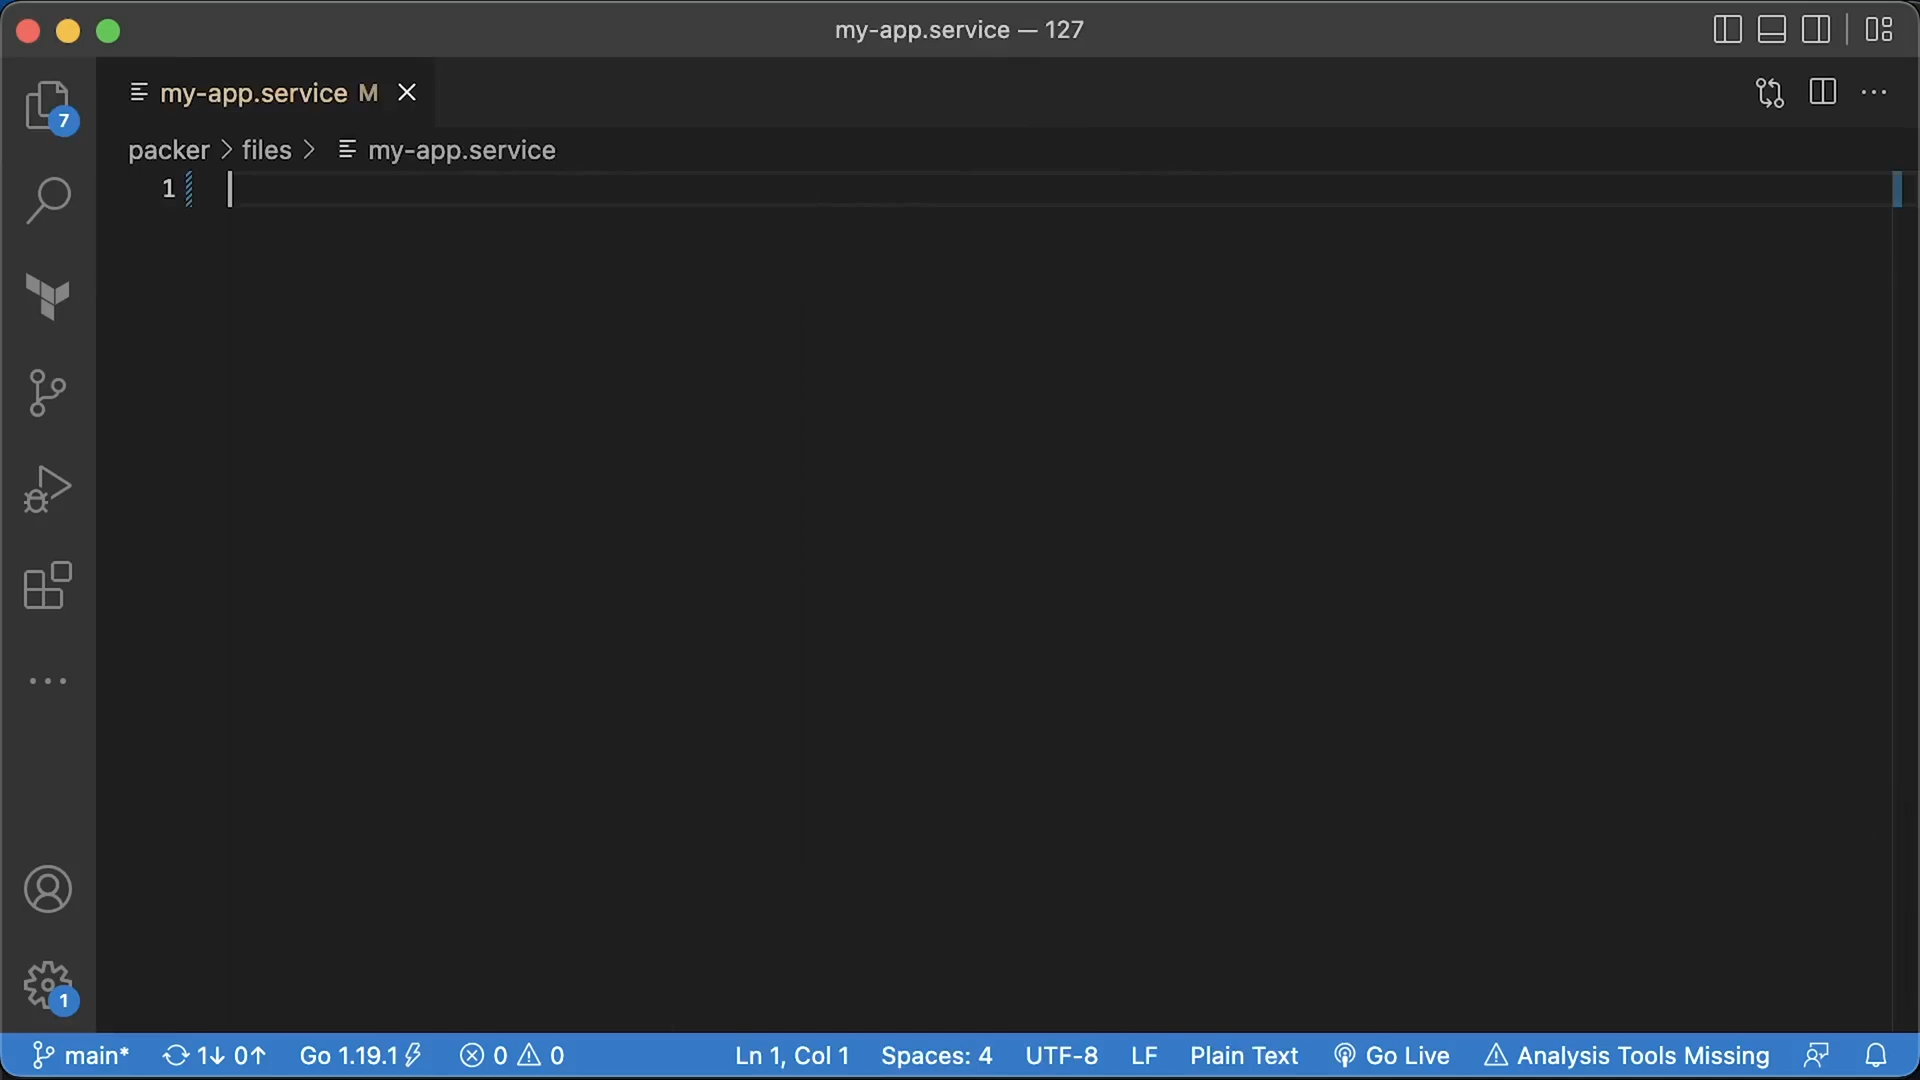 my-app.service — 127
my-app.service M
packer > files > my-app.service
1
7
1
main* 1↓ 0↑ Go 1.19.1 0 0 Ln 1, Col 1 Spaces: 4 UTF-8 LF Plain Text Go Live Analysis Tools Missing